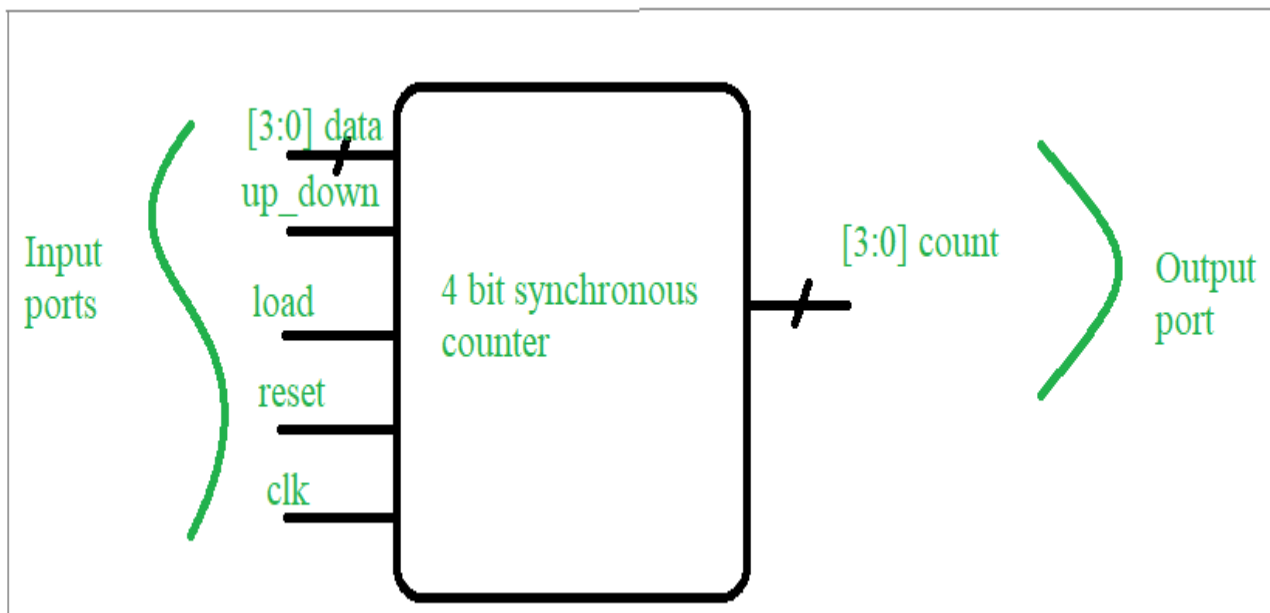 [3:0] data
up_down
Input
ports
load
reset
clk
4 bit synchronous
counter
[3:0] count
Output
port